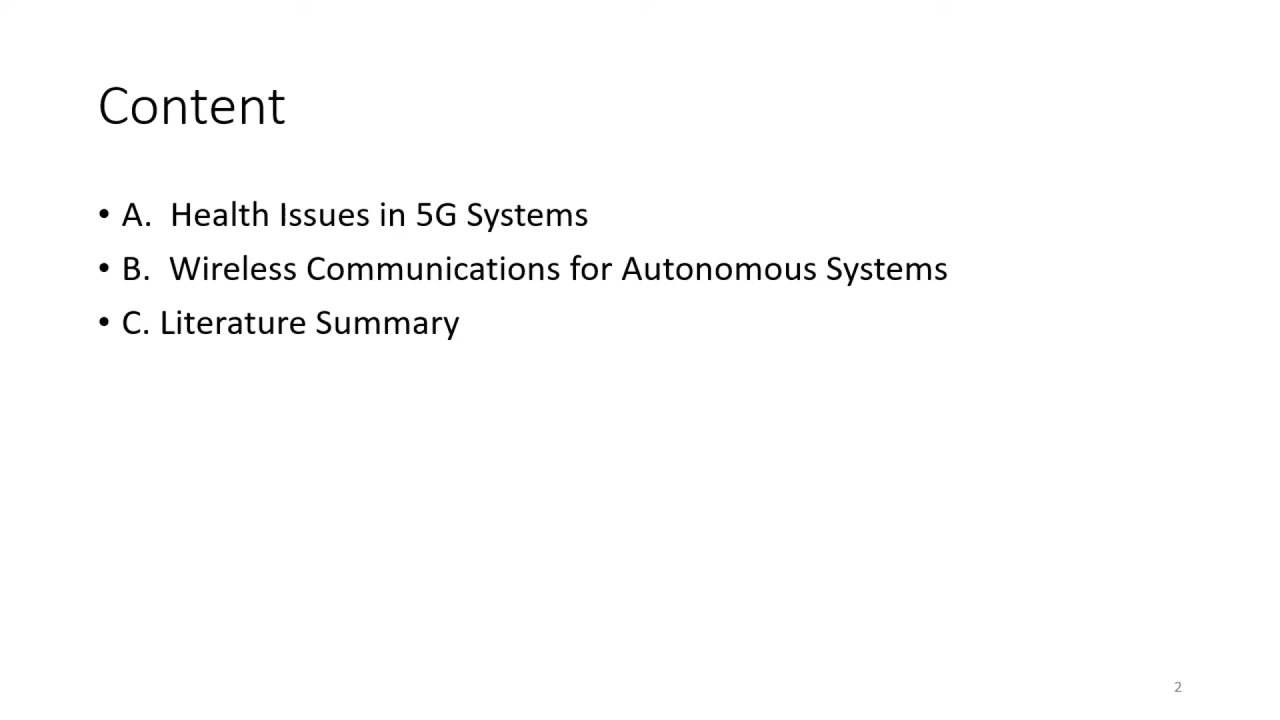 Content
• A.  Health Issues in 5G Systems
• B.  Wireless Communications for Autonomous Systems
• C. Literature Summary
2